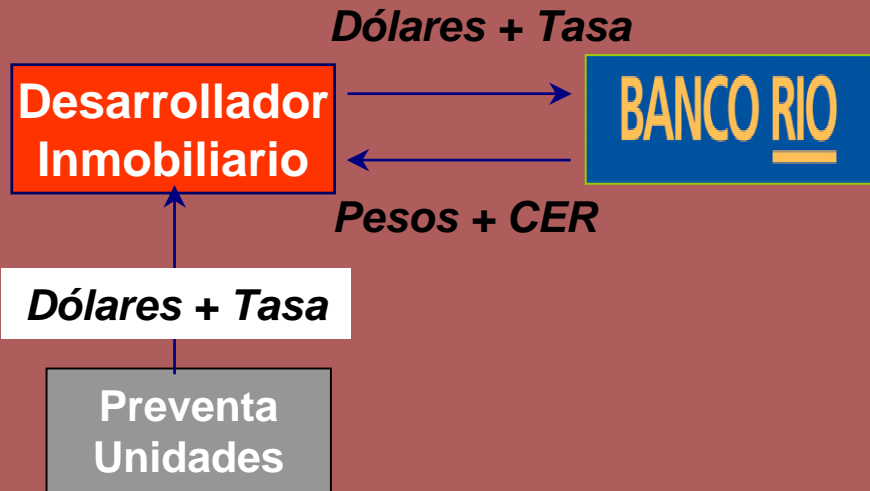 Dólares + Tasa
Desarrollador
Inmobiliario
BANCO RIO
Pesos + CER
Dólares + Tasa
Preventa
Unidades